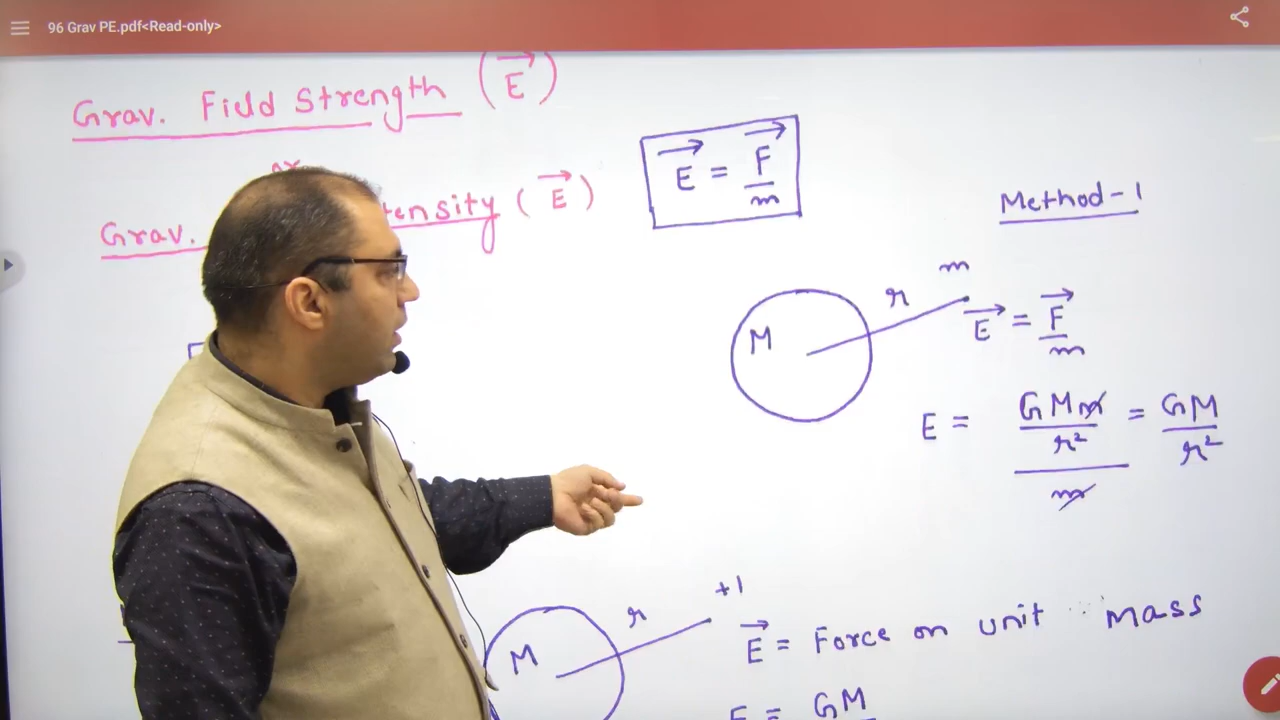 96 Grav PE.pdf<Read-only>
Grav. Field Strength (E→)
or
Grav. tensity (E→)
E→ = F→/m
Method-1
m
r
M
E→ = F→/m
E = (GMm/r²)/m = GM/r²
+1
r
M
E→ = Force on unit mass
E = GM